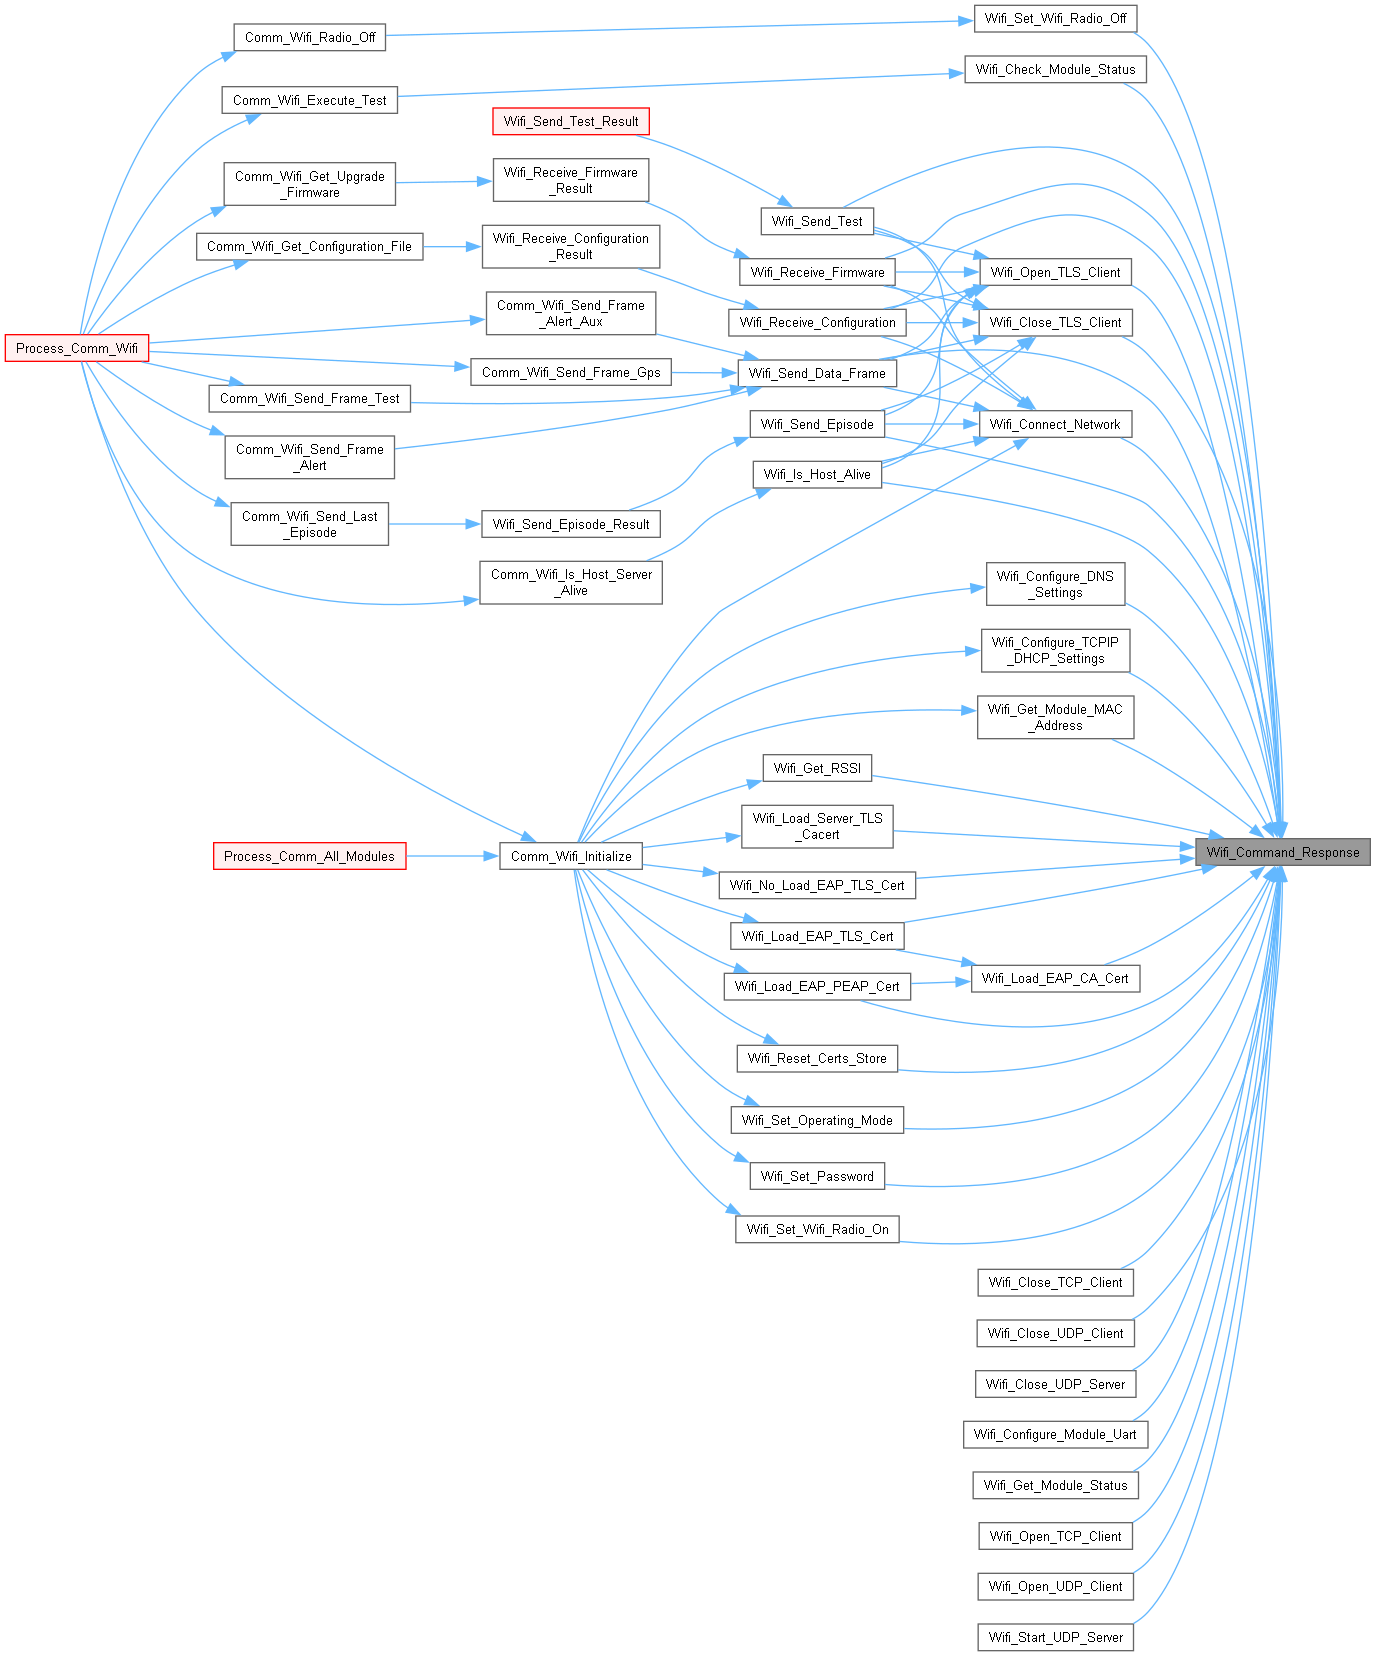 Wifi_Set_Wifi_Radio_Off
Comm_Wifi_Radio_Off
Wifi_Check_Module_Status
Comm_Wifi_Execute_Test
Wifi_Send_Test_Result
Comm_Wifi_Get_Upgrade
_Firmware
Wifi_Receive_Firmware
_Result
Wifi_Send_Test
Comm_Wifi_Get_Configuration_File
Wifi_Receive_Configuration
_Result
Wifi_Receive_Firmware
Wifi_Open_TLS_Client
Comm_Wifi_Send_Frame
_Alert_Aux
Wifi_Receive_Configuration
Wifi_Close_TLS_Client
Process_Comm_Wifi
Comm_Wifi_Send_Frame_Gps
Wifi_Send_Data_Frame
Comm_Wifi_Send_Frame_Test
Wifi_Send_Episode
Wifi_Connect_Network
Comm_Wifi_Send_Frame
_Alert
Wifi_Is_Host_Alive
Comm_Wifi_Send_Last
_Episode
Wifi_Send_Episode_Result
Comm_Wifi_Is_Host_Server
_Alive
Wifi_Configure_DNS
_Settings
Wifi_Configure_TCPIP
_DHCP_Settings
Wifi_Get_Module_MAC
_Address
Wifi_Get_RSSI
Wifi_Load_Server_TLS
_Cacert
Process_Comm_All_Modules
Comm_Wifi_Initialize
Wifi_Command_Response
Wifi_No_Load_EAP_TLS_Cert
Wifi_Load_EAP_TLS_Cert
Wifi_Load_EAP_CA_Cert
Wifi_Load_EAP_PEAP_Cert
Wifi_Reset_Certs_Store
Wifi_Set_Operating_Mode
Wifi_Set_Password
Wifi_Set_Wifi_Radio_On
Wifi_Close_TCP_Client
Wifi_Close_UDP_Client
Wifi_Close_UDP_Server
Wifi_Configure_Module_Uart
Wifi_Get_Module_Status
Wifi_Open_TCP_Client
Wifi_Open_UDP_Client
Wifi_Start_UDP_Server